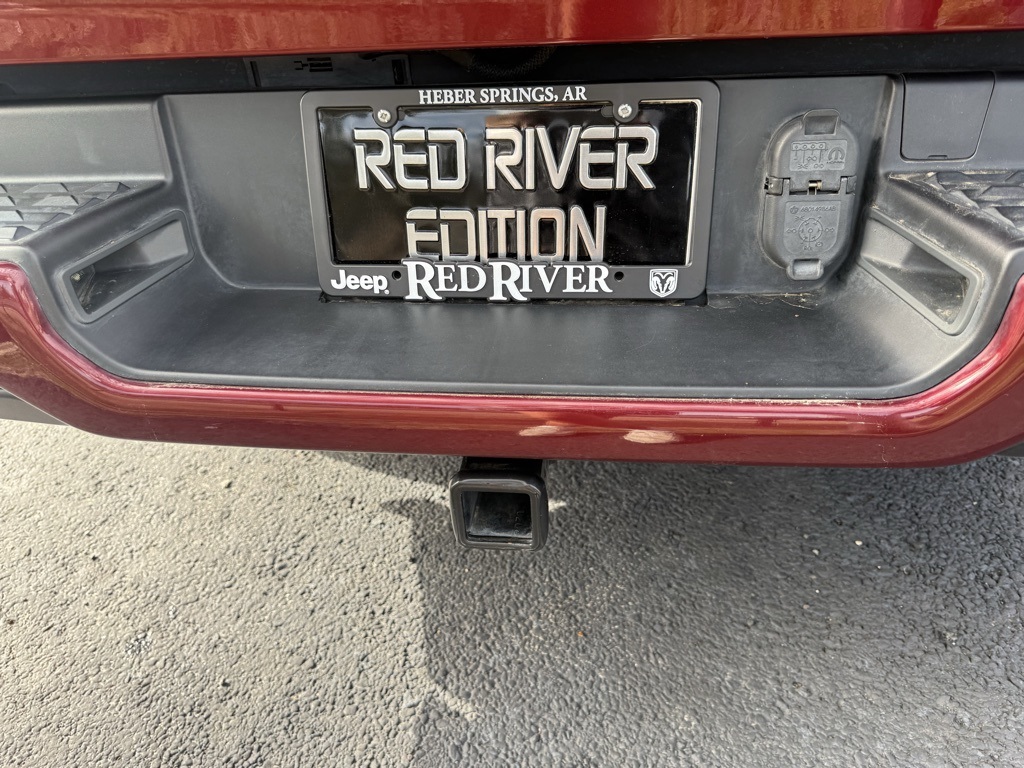 HEBER SPRINGS, AR
RED RIVER
EDITION
Jeep RED RIVER